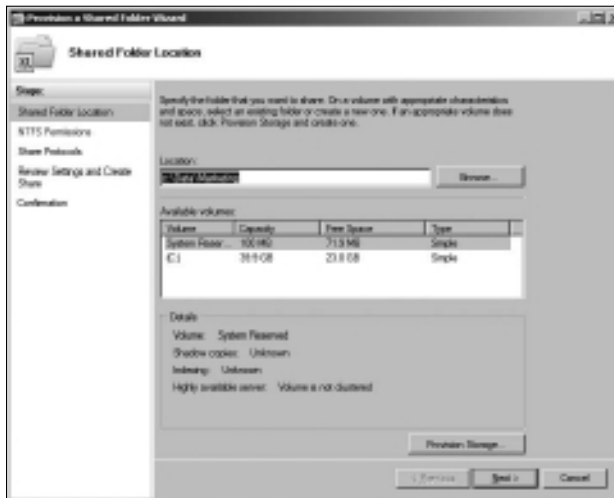 Provision a Shared Folder Wizard
Shared Folder Location
Steps:
Shared Folder Location
NTFS Permissions
Share Protocols
Review Settings and Create
Share
Confirmation
Specify the folder that you want to share. On a volume with appropriate characteristics
and space, select an existing folder or create a new one. If an appropriate volume does
not exist, click Provision Storage and create one.
Location:
Browse...
Available volumes:
Volume Capacity Free Space Type
System Reser... 100 MB 71.9 MB Simple
(C:) 39.9 GB 23.8 GB Simple
Details
Volume: System Reserved
Shadow copies: Unknown
Indexing: Unknown
Highly available server: Volume is not clustered
Provision Storage...
< Previous Next > Cancel